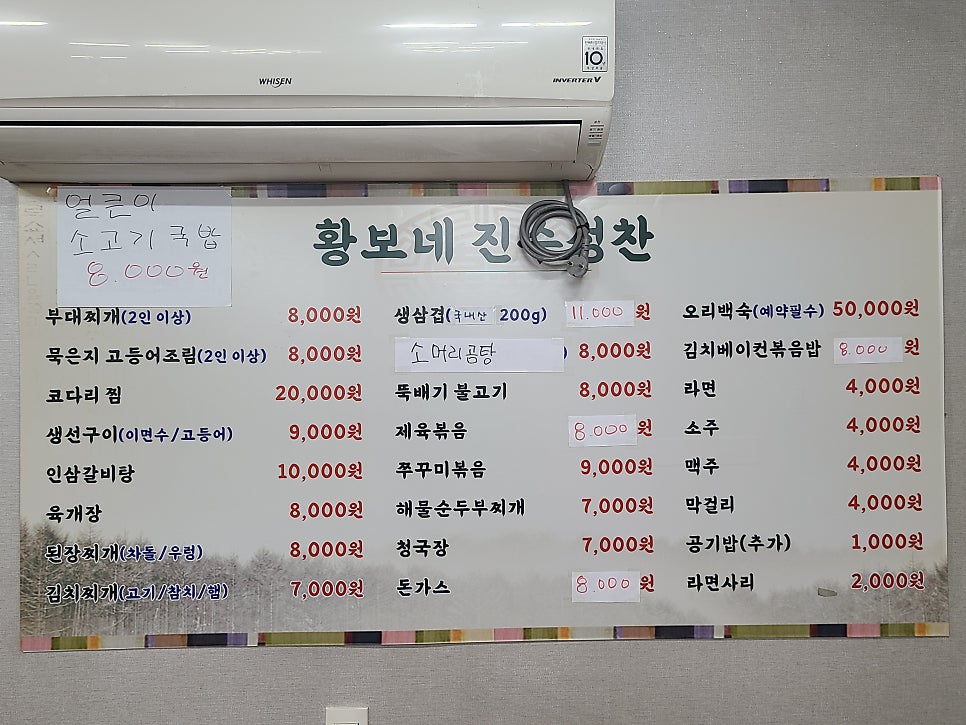 WHISEN
10
INVERTER V
얼큰이
소고기 국밥
8.000원
황보네 진수성찬
부대찌개(2인 이상) 8,000원
묵은지 고등어조림(2인 이상) 8,000원
코다리 찜 20,000원
생선구이(이면수/고등어) 9,000원
인삼갈비탕 10,000원
육개장 8,000원
된장찌개(차돌/우렁) 8,000원
김치찌개(고기/참치/햄) 7,000원
생삼겹(국내산 200g) 11.000원
소머리곰탕 ) 8,000원
뚝배기 불고기 8,000원
제육볶음 8.000원
쭈꾸미볶음 9,000원
해물순두부찌개 7,000원
청국장 7,000원
돈가스 8.000원
오리백숙(예약필수) 50,000원
김치베이컨볶음밥 8.000원
라면 4,000원
소주 4,000원
맥주 4,000원
막걸리 4,000원
공기밥(추가) 1,000원
라면사리 2,000원